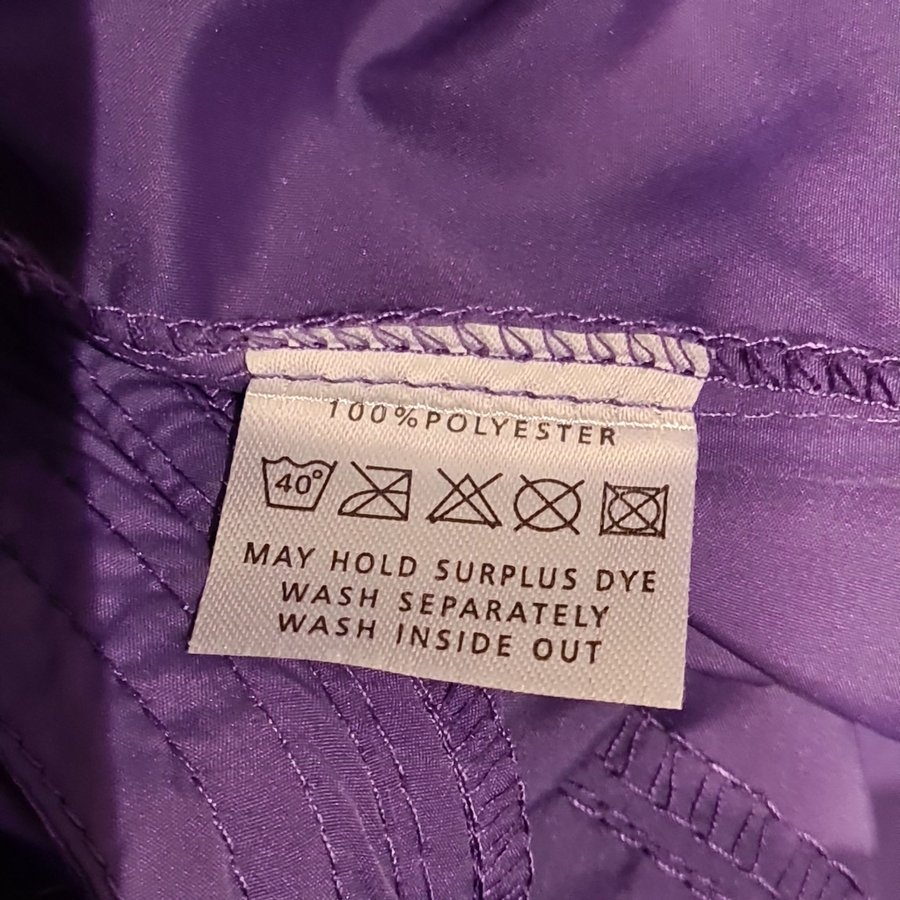 100%POLYESTER
40°
MAY HOLD SURPLUS DYE
WASH SEPARATELY
WASH INSIDE OUT